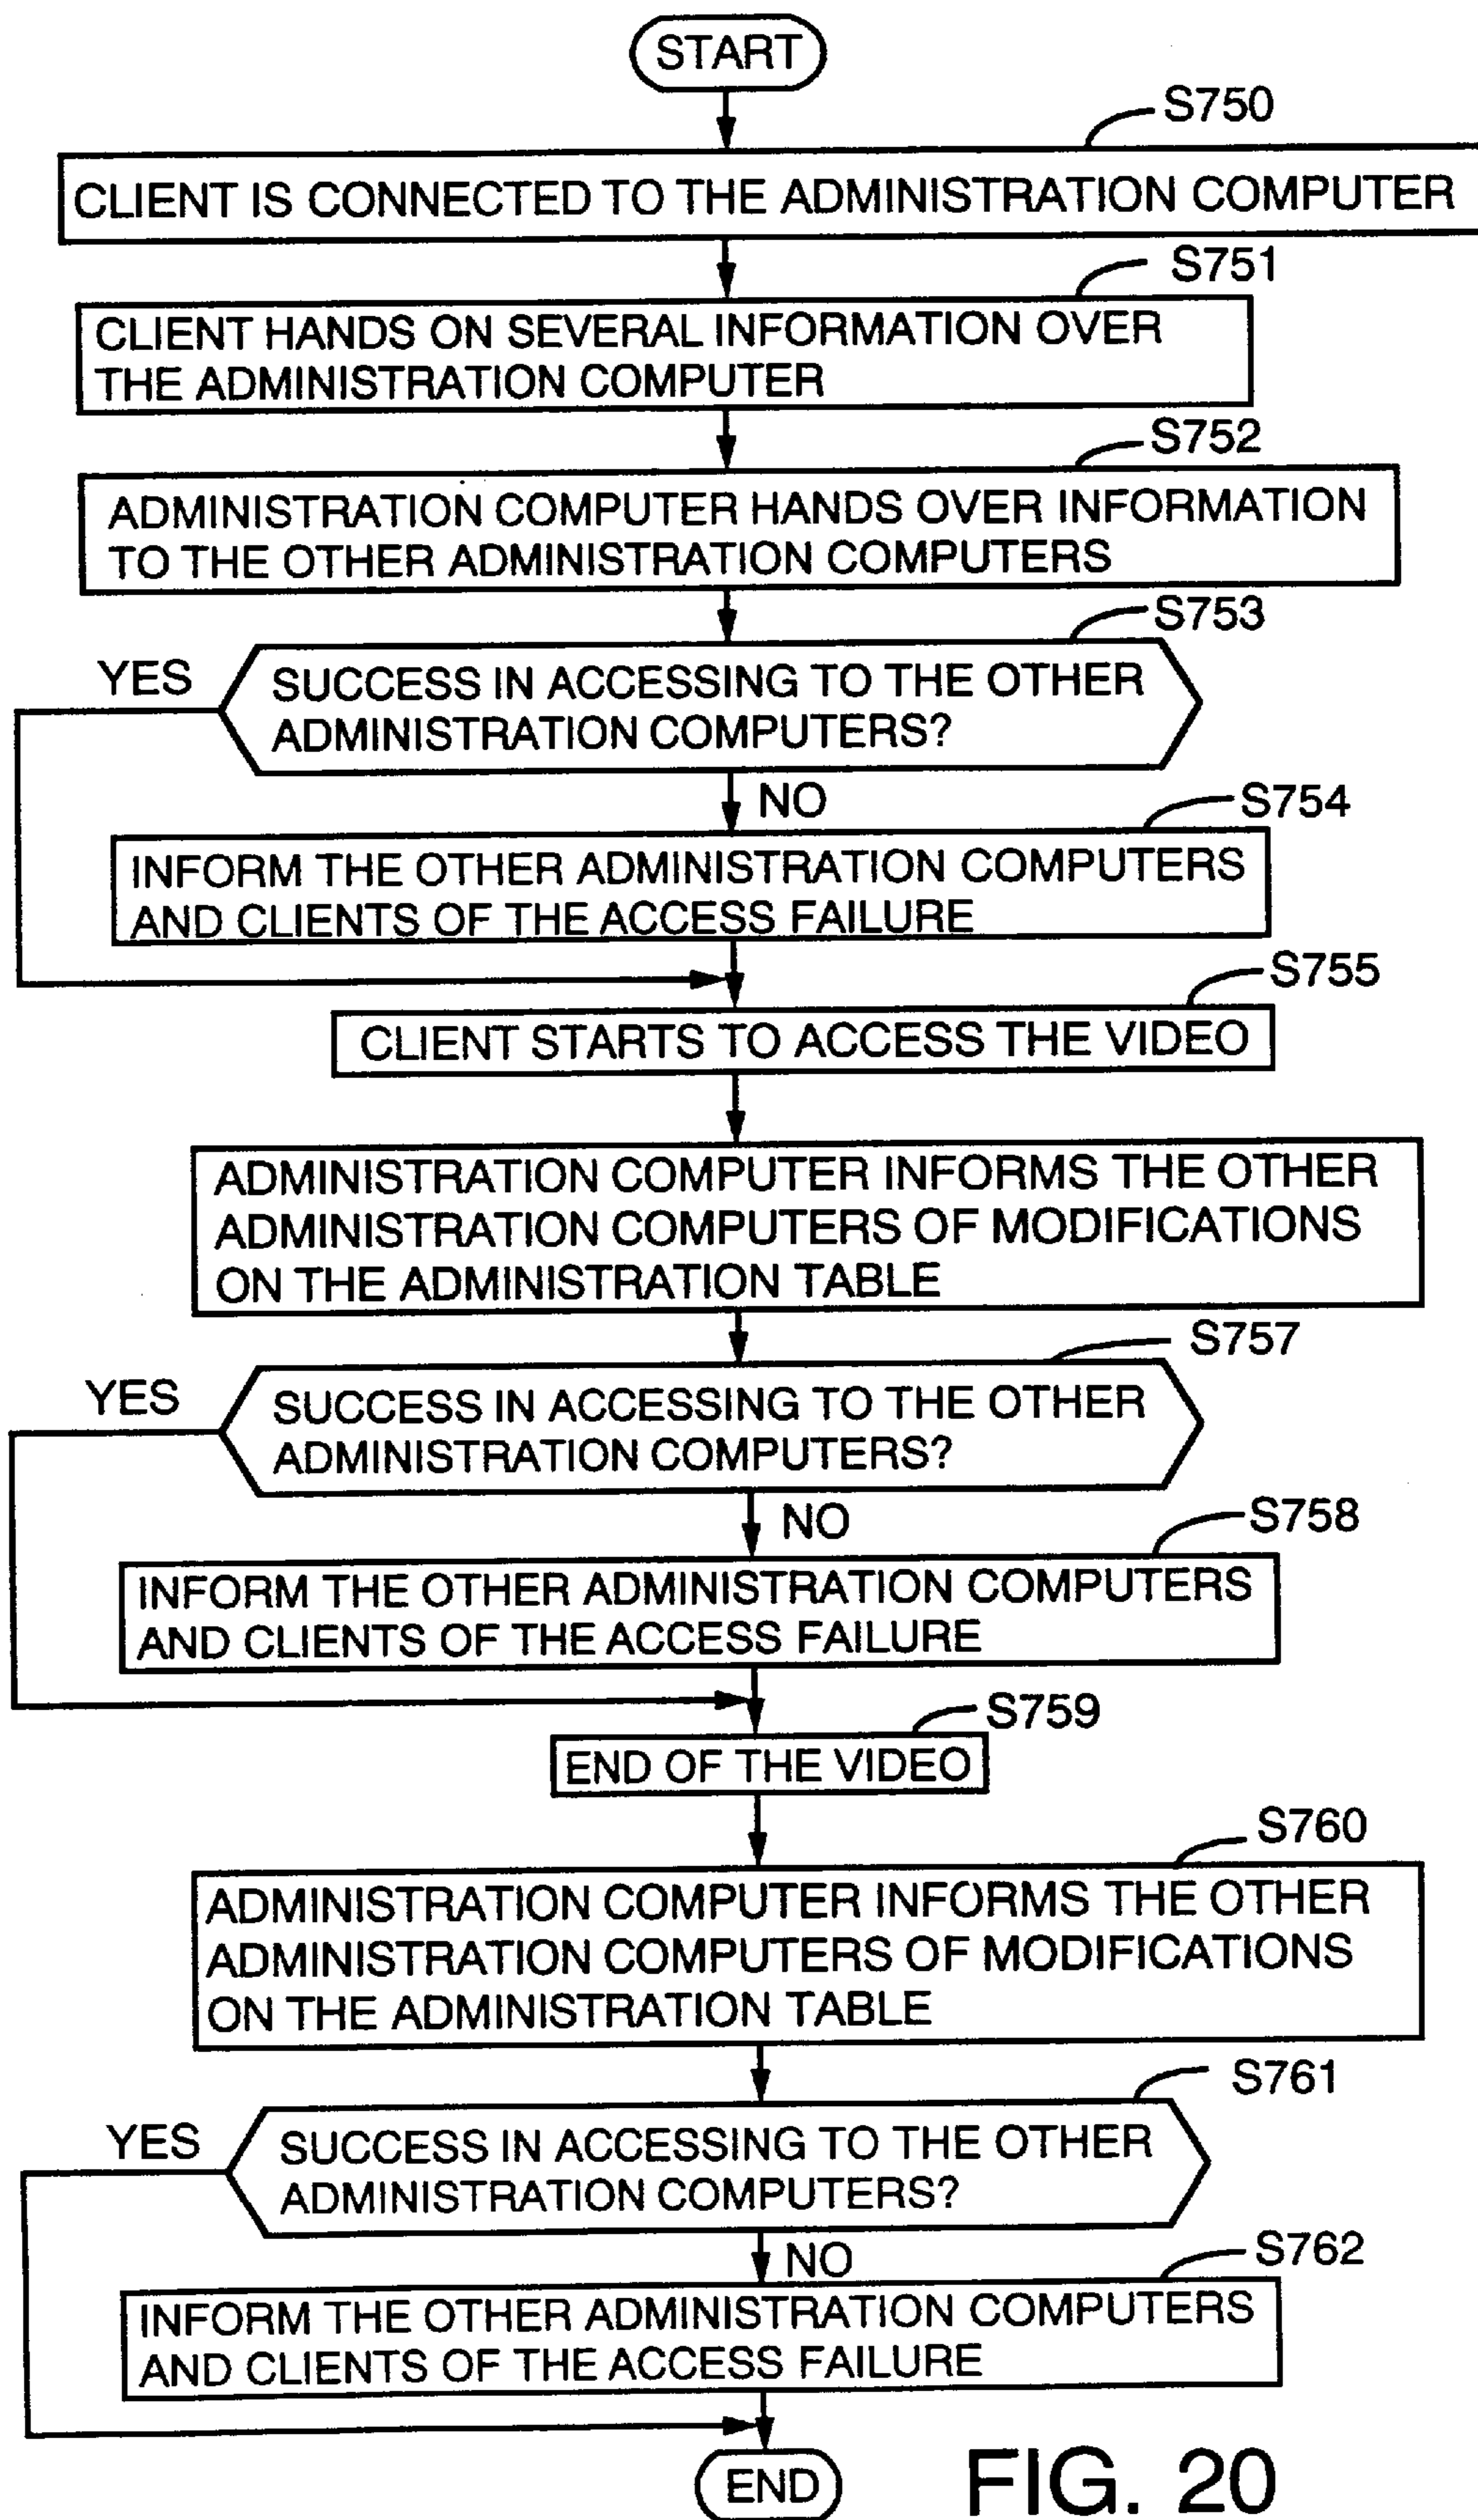 START
S750
CLIENT IS CONNECTED TO THE ADMINISTRATION COMPUTER
S751
CLIENT HANDS ON SEVERAL INFORMATION OVER
THE ADMINISTRATION COMPUTER
S752
ADMINISTRATION COMPUTER HANDS OVER INFORMATION
TO THE OTHER ADMINISTRATION COMPUTERS
S753
YES
SUCCESS IN ACCESSING TO THE OTHER
ADMINISTRATION COMPUTERS?
NO
S754
INFORM THE OTHER ADMINISTRATION COMPUTERS
AND CLIENTS OF THE ACCESS FAILURE
S755
CLIENT STARTS TO ACCESS THE VIDEO
ADMINISTRATION COMPUTER INFORMS THE OTHER
ADMINISTRATION COMPUTERS OF MODIFICATIONS
ON THE ADMINISTRATION TABLE
S757
YES
SUCCESS IN ACCESSING TO THE OTHER
ADMINISTRATION COMPUTERS?
NO
S758
INFORM THE OTHER ADMINISTRATION COMPUTERS
AND CLIENTS OF THE ACCESS FAILURE
S759
END OF THE VIDEO
S760
ADMINISTRATION COMPUTER INFORMS THE OTHER
ADMINISTRATION COMPUTERS OF MODIFICATIONS
ON THE ADMINISTRATION TABLE
S761
YES
SUCCESS IN ACCESSING TO THE OTHER
ADMINISTRATION COMPUTERS?
NO
S762
INFORM THE OTHER ADMINISTRATION COMPUTERS
AND CLIENTS OF THE ACCESS FAILURE
END
FIG. 20